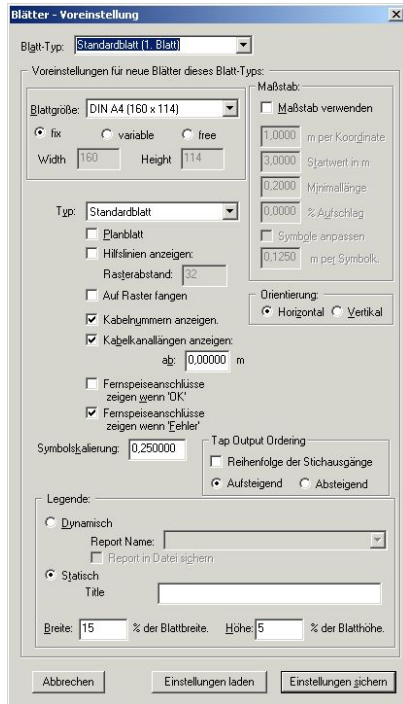 Blätter - Voreinstellung
Blatt-Typ: Standardblatt (1. Blatt)
Voreinstellungen für neue Blätter dieses Blatt-Typs:
Blattgröße: DIN A4 (160 x 114)
fix variable free
Width 160 Height 114
Maßstab:
Maßstab verwenden
1,0000 m per Koordinate
3,0000 Startwert in m
0,2000 Minimallänge
0,0000 % Aufschlag
Symbole anpassen
0,1250 m per Symbolk.
Typ: Standardblatt
Planblatt
Hilfslinien anzeigen:
Rasterabstand: 32
Auf Raster fangen
Orientierung:
Horizontal Vertikal
Kabelnummern anzeigen.
Kabelkanallängen anzeigen:
ab: 0,00000 m
Fernspeiseanschlüsse
zeigen wenn 'OK'
Fernspeiseanschlüsse
zeigen wenn 'Fehler'
Symbolskalierung: 0,250000
Tap Output Ordering
Reihenfolge der Stichausgänge
Aufsteigend Absteigend
Legende:
Dynamisch
Report Name:
Report in Datei sichern
Statisch
Title
Breite: 15 % der Blattbreite. Höhe: 5 % der Blatthöhe.
Abbrechen Einstellungen laden Einstellungen sichern